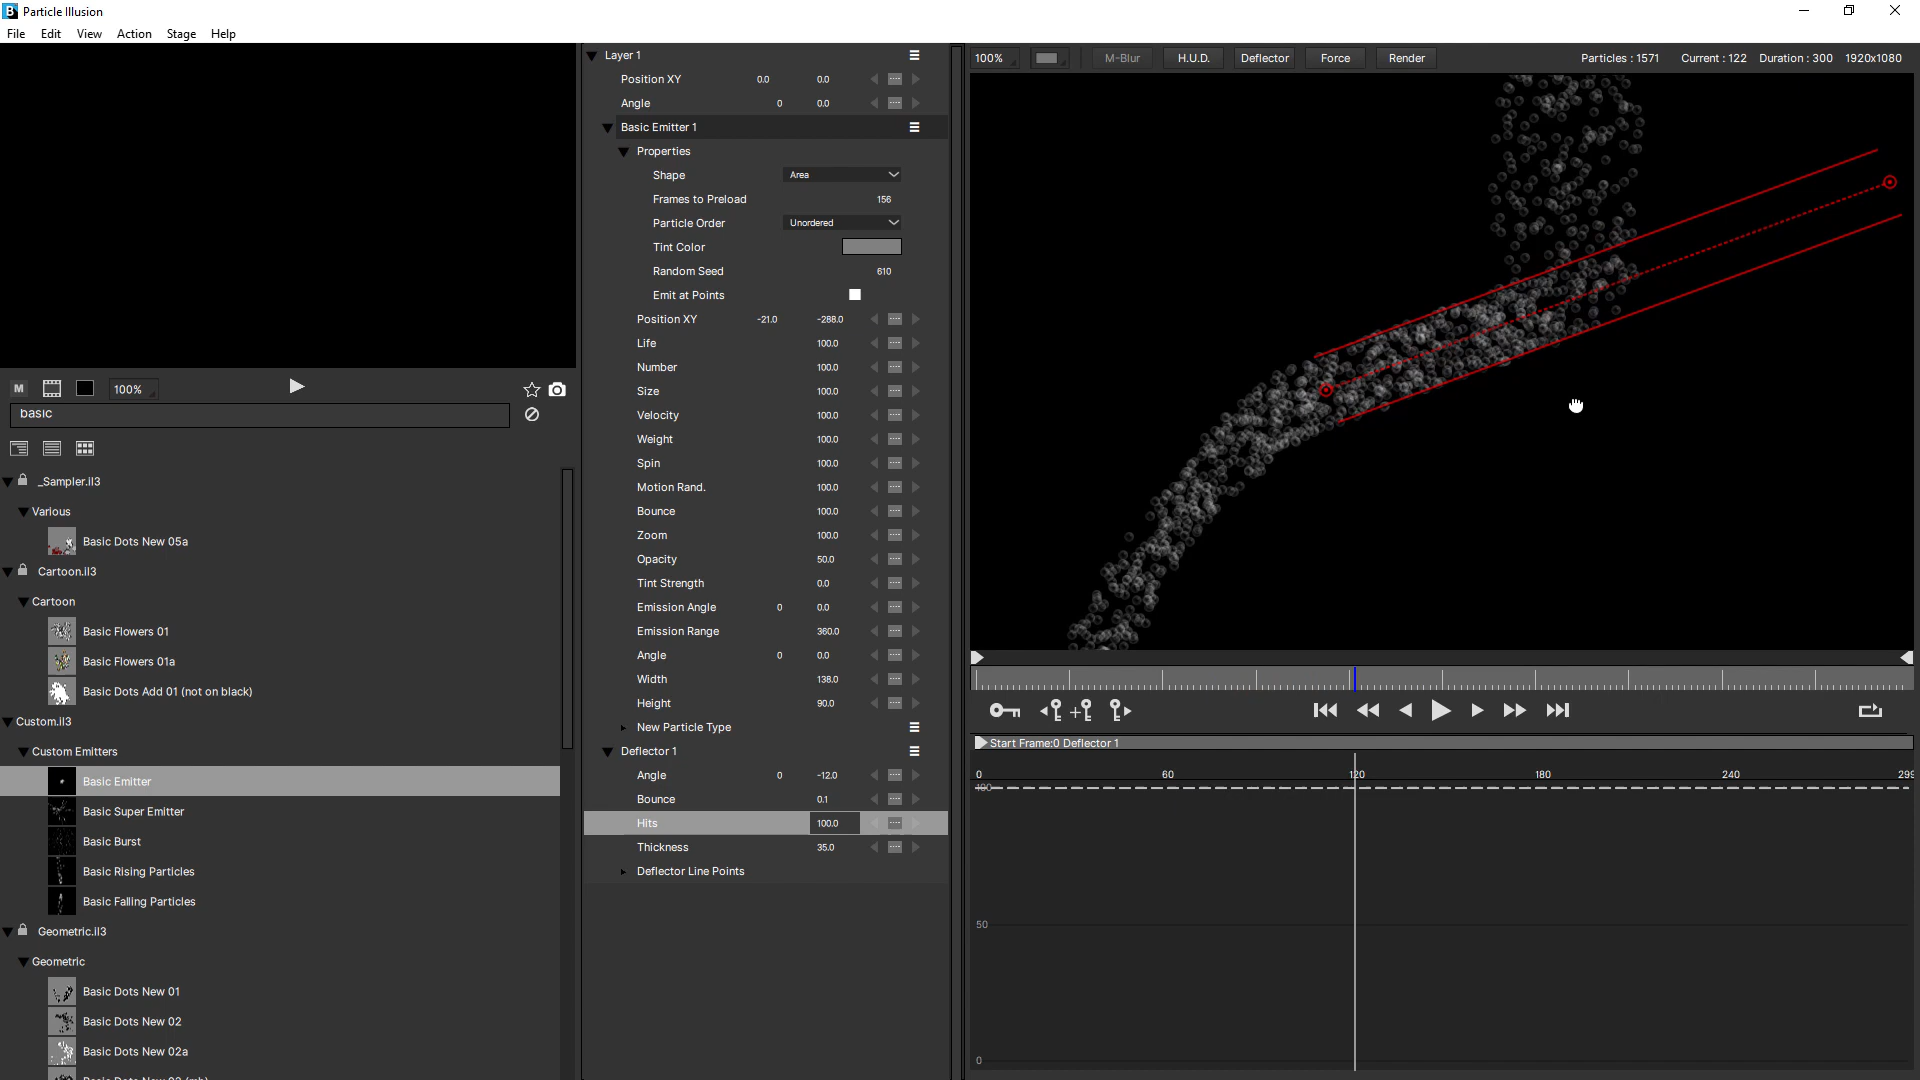 Particle Illusion
File Edit View Action Stage Help
M 100%
basic
_Sampler.il3
Various
Basic Dots New 05a
Cartoon.il3
Cartoon
Basic Flowers 01
Basic Flowers 01a
Basic Dots Add 01 (not on black)
Custom.il3
Custom Emitters
Basic Emitter
Basic Super Emitter
Basic Burst
Basic Rising Particles
Basic Falling Particles
Geometric.il3
Geometric
Basic Dots New 01
Basic Dots New 02
Basic Dots New 02a
Layer 1
Position XY 0.0 0.0
Angle 0 0.0
Basic Emitter 1
Properties
Shape Area
Frames to Preload 156
Particle Order Unordered
Tint Color
Random Seed 610
Emit at Points
Position XY -21.0 -288.0
Life 100.0
Number 100.0
Size 100.0
Velocity 100.0
Weight 100.0
Spin 100.0
Motion Rand. 100.0
Bounce 100.0
Zoom 100.0
Opacity 50.0
Tint Strength 0.0
Emission Angle 0 0.0
Emission Range 360.0
Angle 0 0.0
Width 138.0
Height 90.0
New Particle Type
Deflector 1
Angle 0 -12.0
Bounce 0.1
Hits 100.0
Thickness 35.0
Deflector Line Points
100% M-Blur H.U.D. Deflector Force Render Particles : 1571 Current : 122 Duration : 300 1920x1080
Start Frame:0 Deflector 1
0 60 120 180 240 299
100
50
0